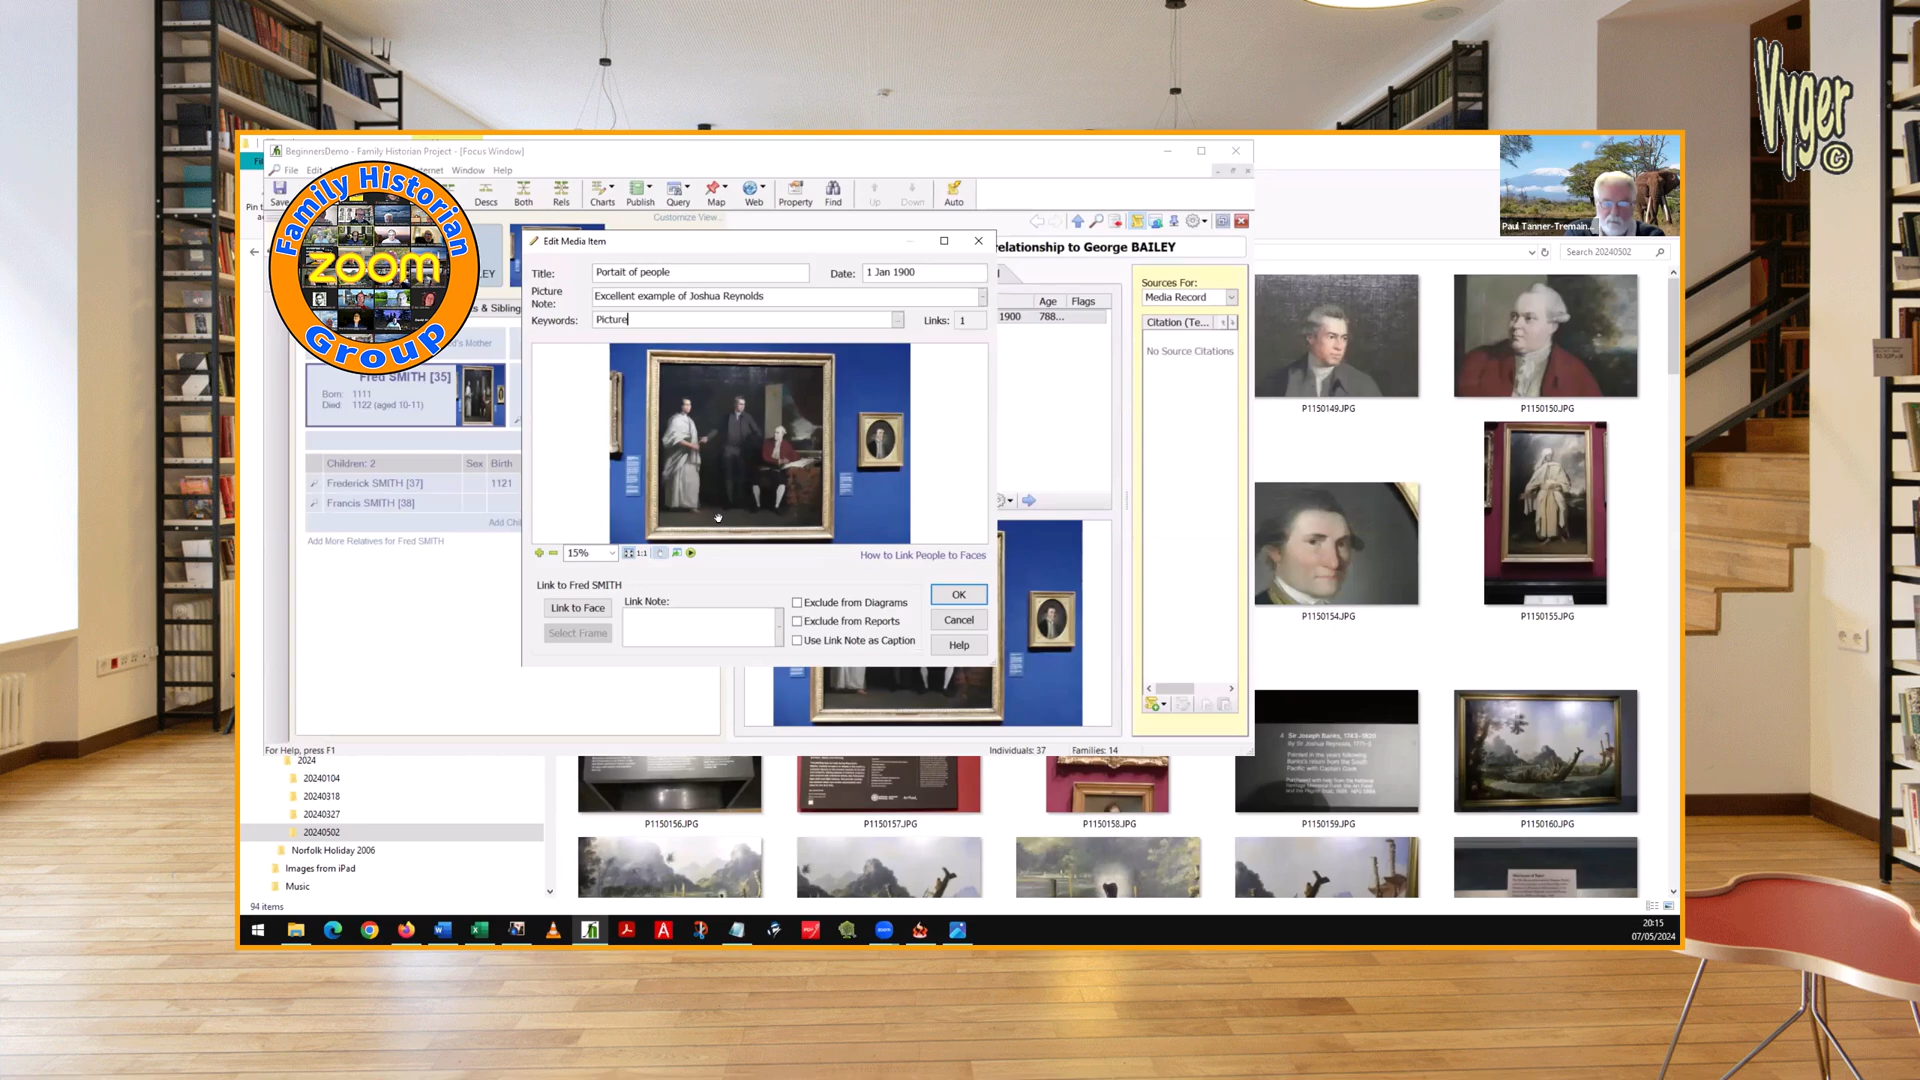 Vyger ©
Family Historian
zoom
Group
BeginnersDemo - Family Historian Project - [Focus Window]
File Edit Window Help
Save Descs Both Rels Charts Publish Query Map Web Property Find Up Down Auto
Customize View...
Paul Tanner-Tremain...
Search 20240502
elationship to George BAILEY
Edit Media Item
Title: Portait of people Date: 1 Jan 1900
Picture Note: Excellent example of Joshua Reynolds
Keywords: Picture Links: 1
15% 1:1
How to Link People to Faces
Link to Fred SMITH
Link to Face
Select Frame
Link Note:
Exclude from Diagrams
Exclude from Reports
Use Link Note as Caption
OK
Cancel
Help
Fred SMITH [35]
Born: 1111
Died: 1122 (aged 10-11)
Children: 2 Sex Birth
Frederick SMITH [37] 1121
Francis SMITH [38]
Add Chi
Add More Relatives for Fred SMITH
Age Flags
1900 788...
Sources For:
Media Record
Citation (Te...
No Source Citations
For Help, press F1
Individuals: 37 Families: 14
P1150149.JPG
P1150150.JPG
P1150154.JPG
P1150155.JPG
P1150156.JPG
P1150157.JPG
P1150158.JPG
P1150159.JPG
P1150160.JPG
Sir Joseph Banks, 1743-1820
2024
20240104
20240318
20240327
20240502
Norfolk Holiday 2006
Images from iPad
Music
94 items
20:15
07/05/2024